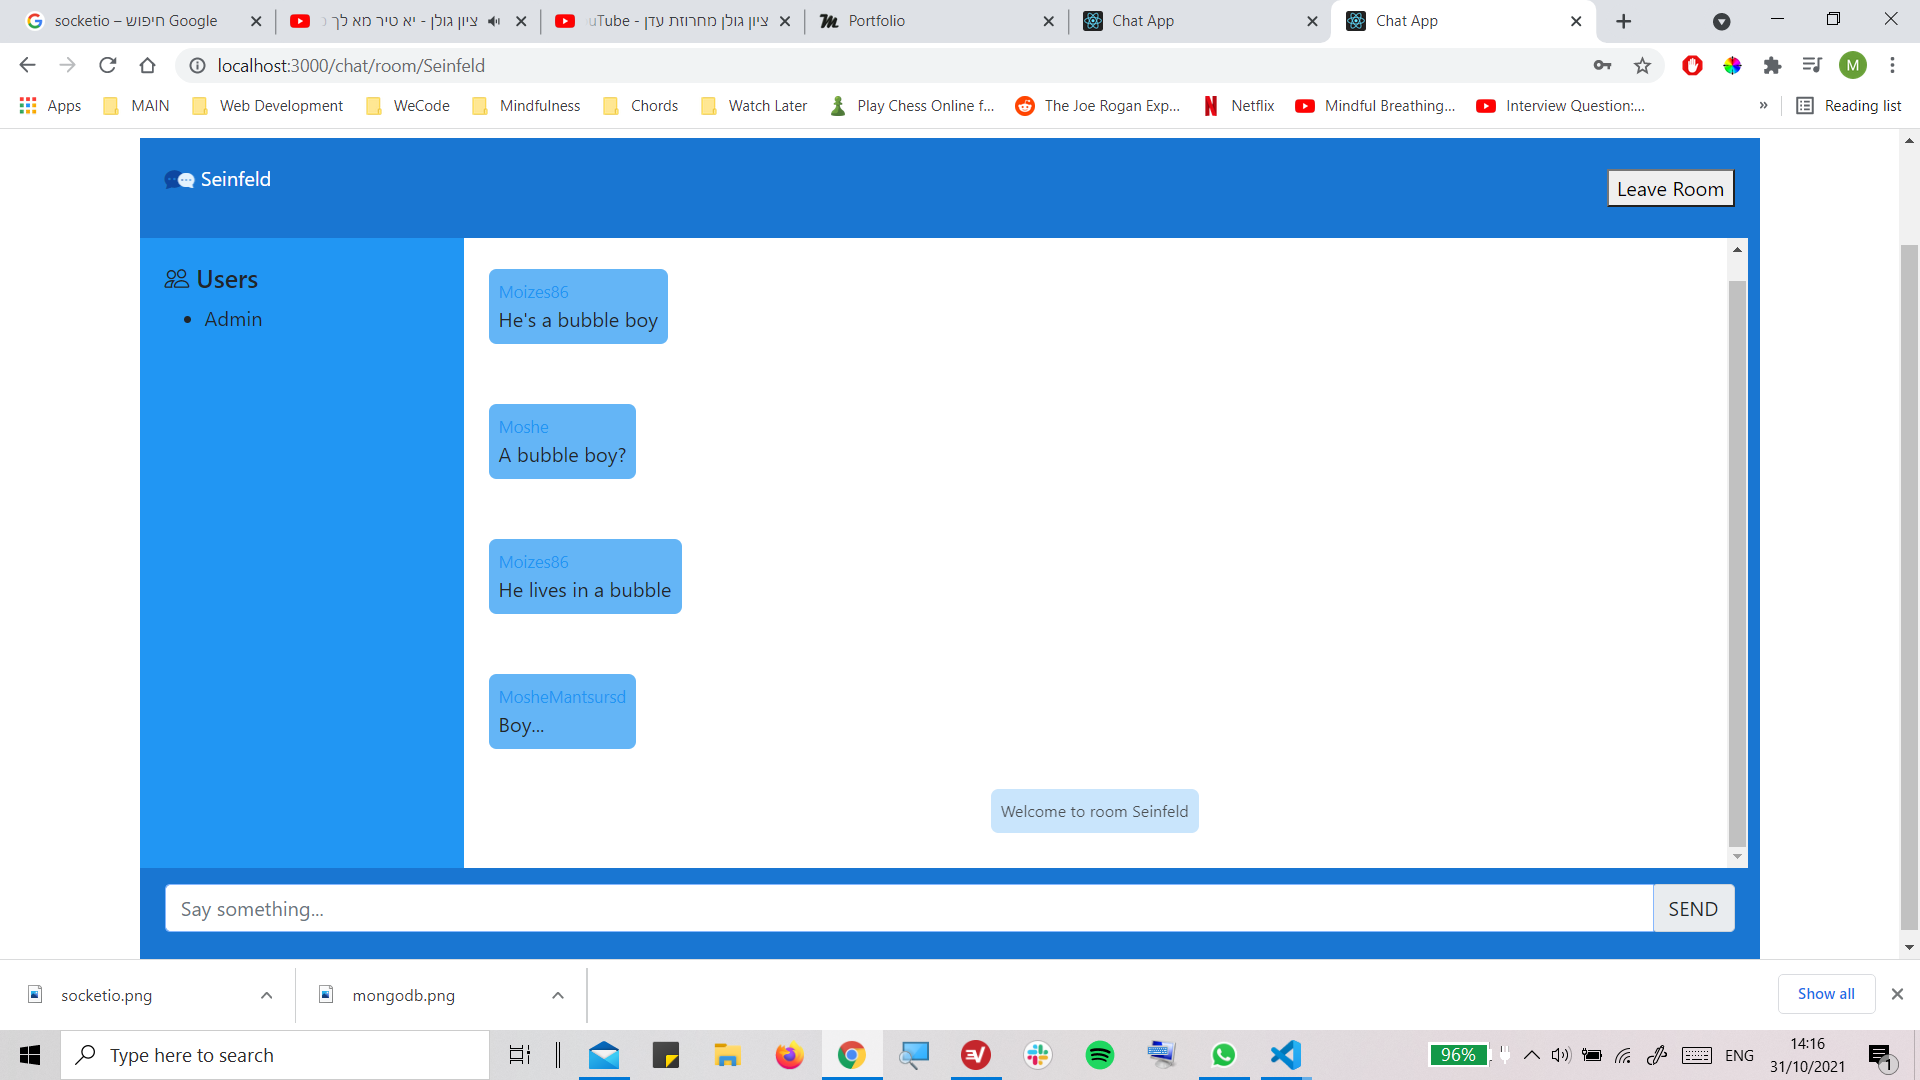 socketio – חיפוש Google
ציון גולן - יא טיר מא לך
ציון גולן מחרוזת עדן - YouTube
Portfolio
Chat App
Chat App
localhost:3000/chat/room/Seinfeld
M
Apps
MAIN
Web Development
WeCode
Mindfulness
Chords
Watch Later
Play Chess Online f...
The Joe Rogan Exp...
Netflix
Mindful Breathing...
Interview Question:...
»
Reading list
Seinfeld
Leave Room
Users
Admin
Moizes86
He's a bubble boy
Moshe
A bubble boy?
Moizes86
He lives in a bubble
MosheMantsursd
Boy...
Welcome to room Seinfeld
Say something...
SEND
socketio.png
mongodb.png
Show all
Type here to search
96%
ENG
14:16
31/10/2021
1